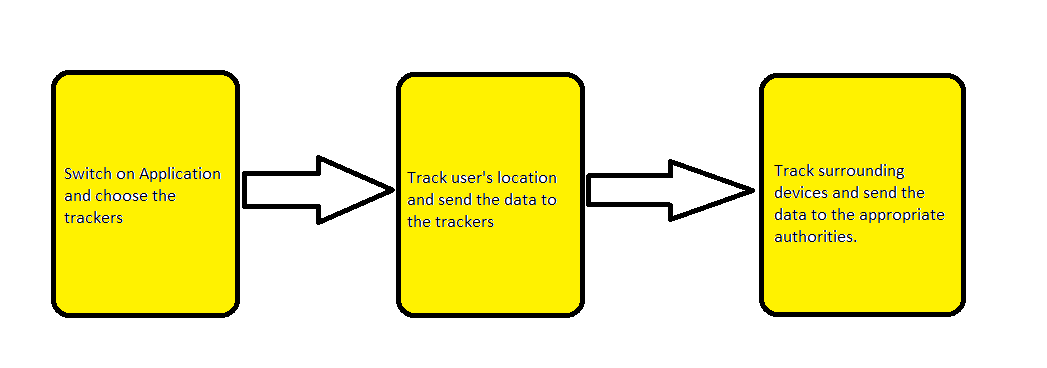 Switch on Application
and choose the
trackers
Track user's location
and send the data to
the trackers
Track surrounding
devices and send the
data to the appropriate
authorities.